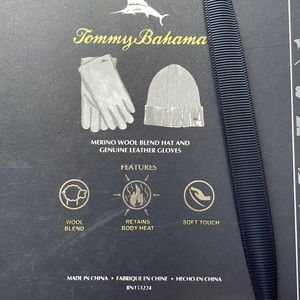 Tommy Bahama
MERINO WOOL BLEND HAT AND
GENUINE LEATHER GLOVES
FEATURES
WOOL
BLEND
RETAINS
BODY HEAT
SOFT TOUCH
MADE IN CHINA • FABRIQUE EN CHINE • HECHO EN CHINA